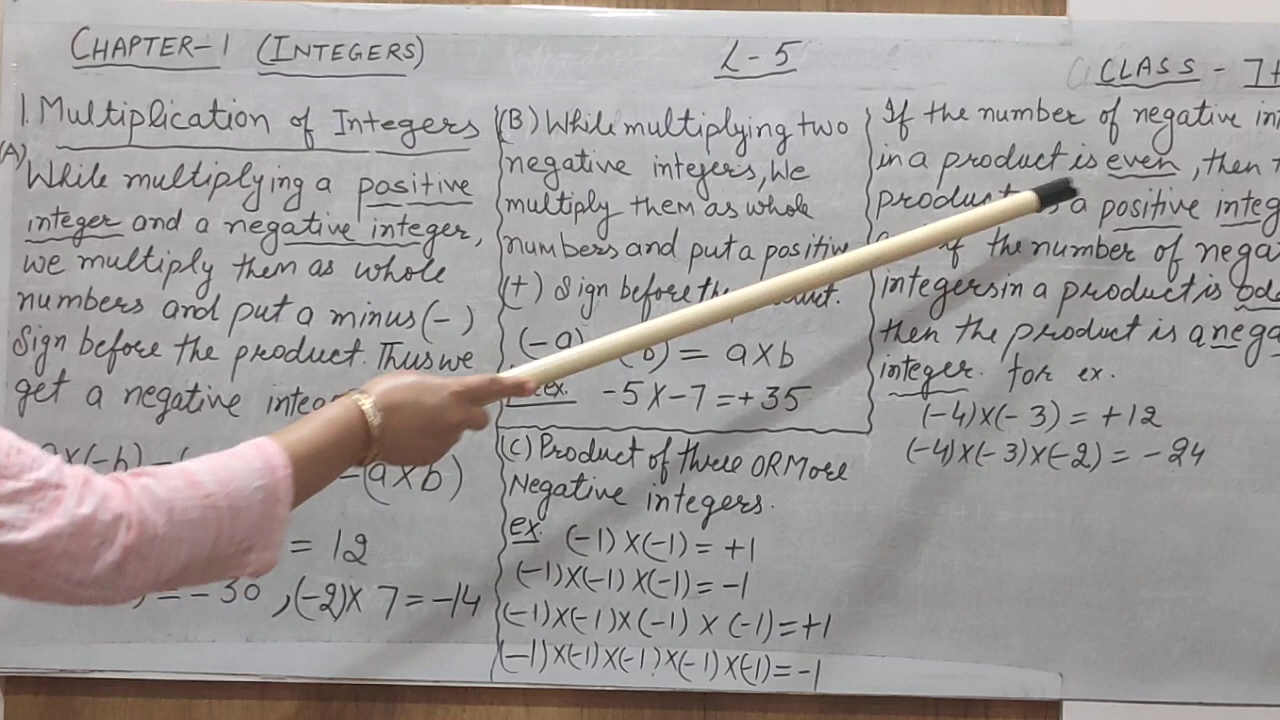 CHAPTER-1 (INTEGERS)
L-5
CLASS - 7
1. Multiplication of Integers
(A) While multiplying a positive
integer and a negative integer,
we multiply them as whole
numbers and put a minus (-)
Sign before the product. Thus we
get a negative
= 12
-(axb)
= -30, (-2)x 7 = -14
(B) While multiplying two
negative integers, We
multiply them as whole
numbers and put a positive
(+) Sign before
(-a) b) = axb
ex. -5 X -7 = +35
(C) Product of three OR More
Negative integers.
ex. (-1) X (-1) = +1
(-1)X(-1)X(-1) = -1
(-1)X(-1)X(-1) X (-1) = +1
(-1)X(-1)X(-1)X(-1)X(-1) = -1
If the number of negative
in a product is even, then
a positive
if the number of
integers in a product is
then the product is a
integer. for ex.
(-4)X(-3) = +12
(-4)X(-3)X(-2) = -24